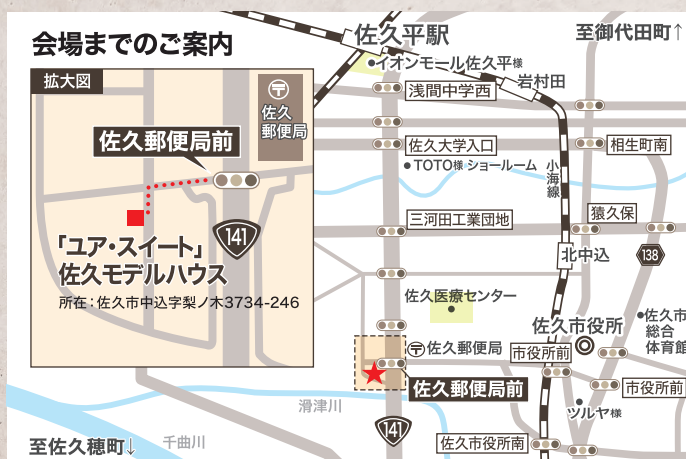 会場までのご案内
拡大図
佐久
郵便局
佐久郵便局前
141
「ユア・スイート」
佐久モデルハウス
所在：佐久市中込字梨ノ木3734-246
佐久平駅
至御代田町↑
イオンモール佐久平様
岩村田
浅間中学西
佐久大学入口
相生町南
TOTO様 ショールーム
小海線
三河田工業団地
猿久保
北中込
138
佐久医療センター
佐久市役所
佐久市
総合
体育館
佐久郵便局
市役所前
佐久郵便局前
市役所前
滑津川
ツルヤ様
141
至佐久穂町↓
千曲川
佐久市役所南